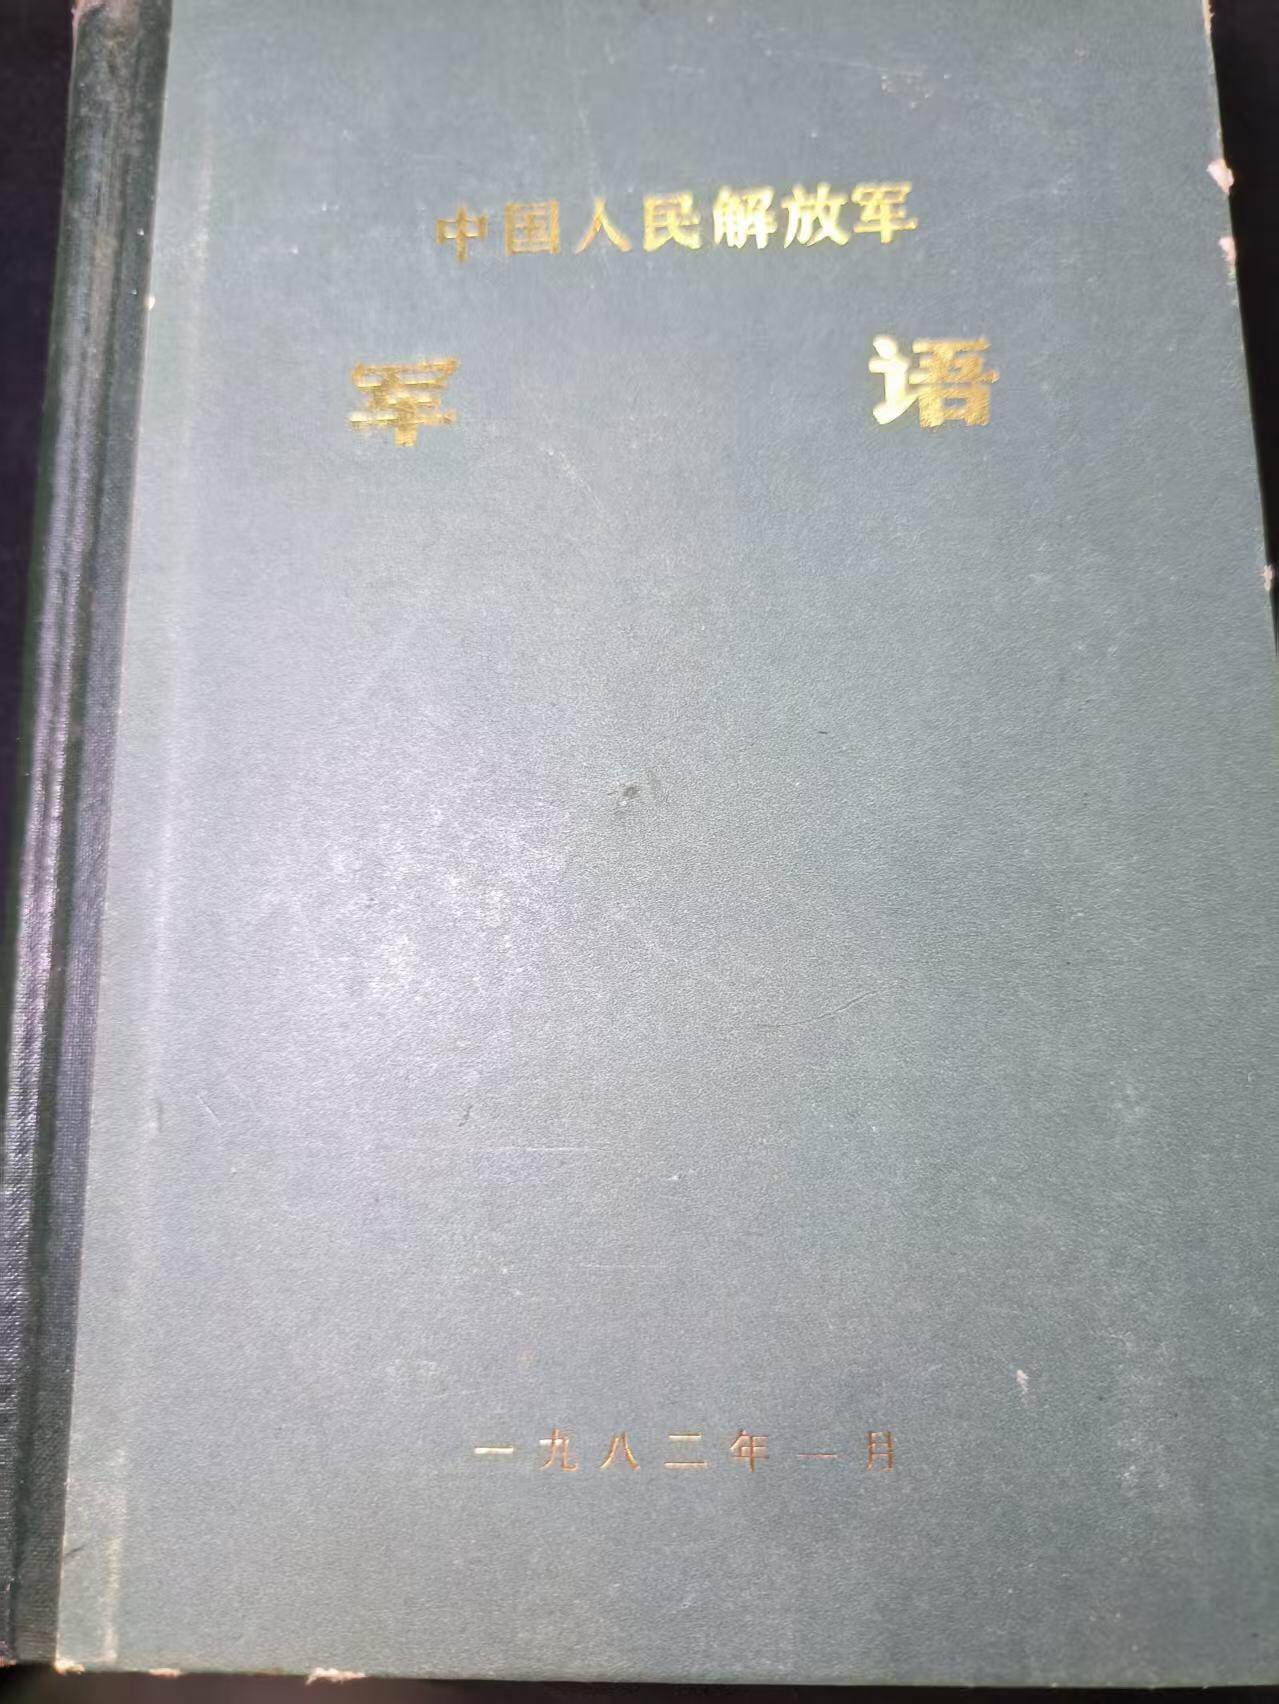 中国人民解放军
军语
一九八二年一月